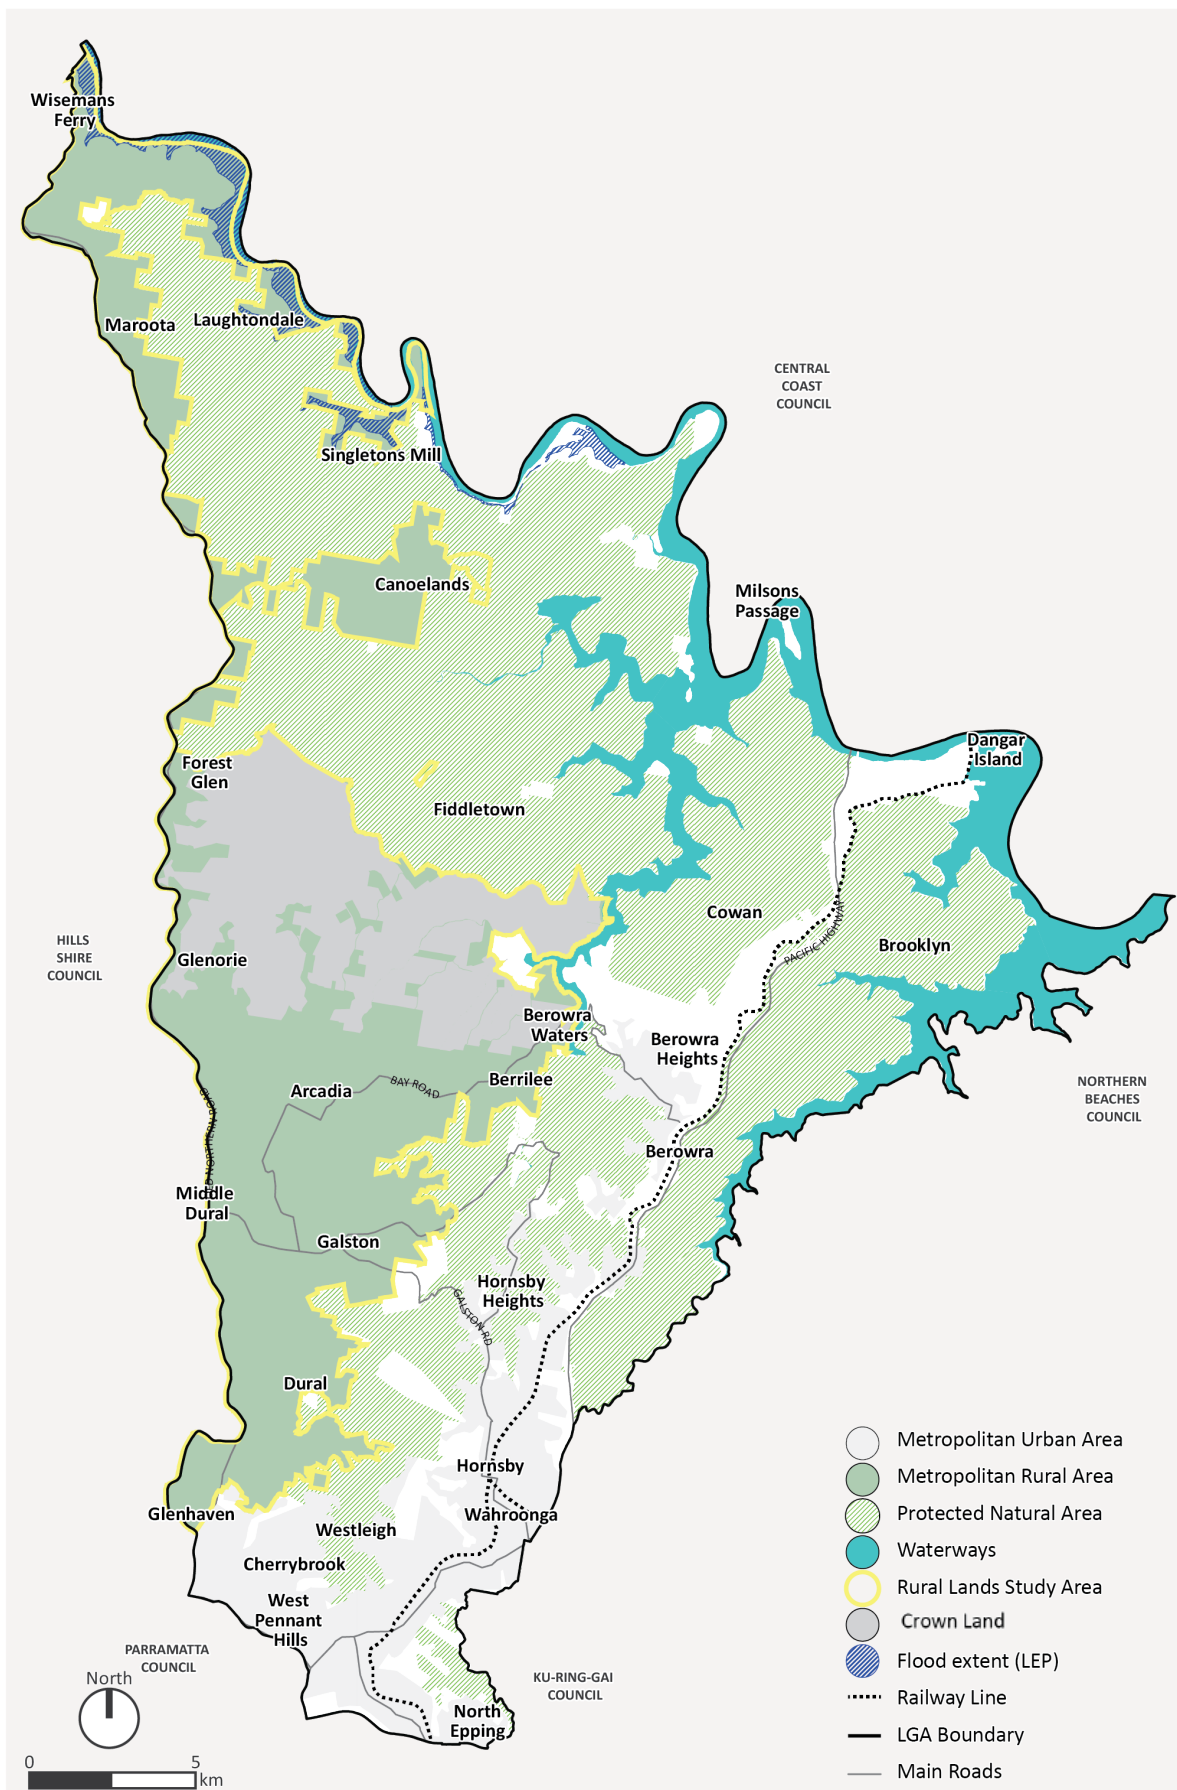 Wisemans
Ferry
Maroota
Laughtondale
CENTRAL
COAST
COUNCIL
Singletons Mill
Canoelands
Milsons
Passage
Dangar
Island
Forest
Glen
Fiddletown
Cowan
PACIFIC HIGHWAY
Brooklyn
HILLS
SHIRE
COUNCIL
Glenorie
Berowra
Waters
Berowra
Heights
Berrilee
BAY ROAD
Arcadia
NORTHERN
BEACHES
COUNCIL
NORTHERN ROAD
Berowra
Middle
Dural
Galston
Hornsby
Heights
GALSTON RD
Dural
Hornsby
Glenhaven
Wahroonga
Westleigh
Cherrybrook
West
Pennant
Hills
PARRAMATTA
COUNCIL
KU-RING-GAI
COUNCIL
North
Epping
Metropolitan Urban Area
Metropolitan Rural Area
Protected Natural Area
Waterways
Rural Lands Study Area
Crown Land
Flood extent (LEP)
Railway Line
LGA Boundary
Main Roads
North
0 5
km